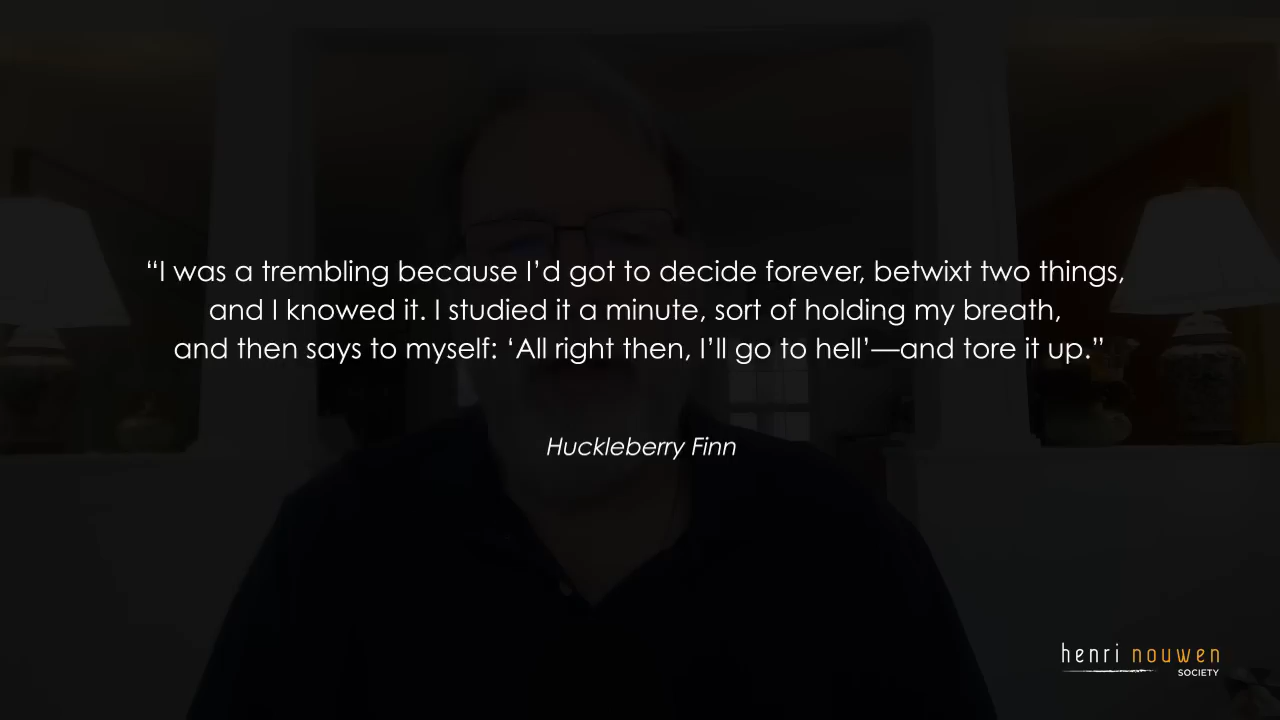 “I was a trembling because I’d got to decide forever, betwixt two things,
and I knowed it. I studied it a minute, sort of holding my breath,
and then says to myself: ‘All right then, I’ll go to hell’—and tore it up.”
Huckleberry Finn
henri nouwen
SOCIETY